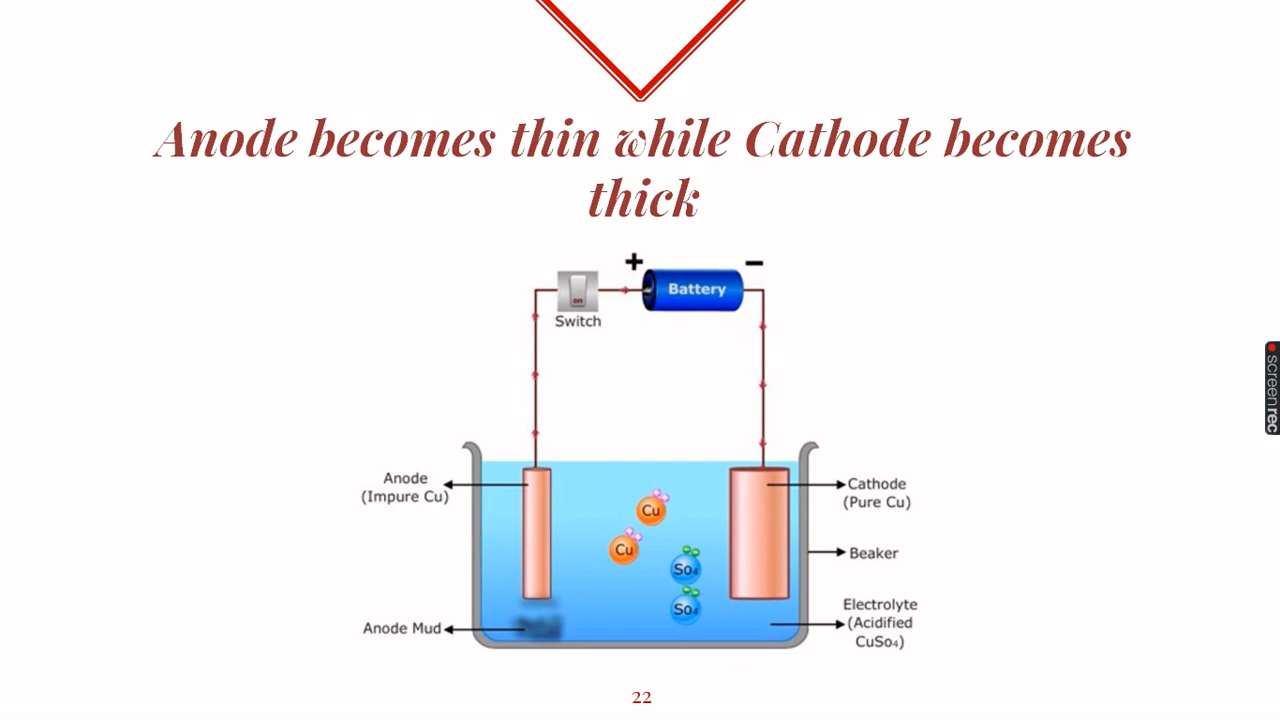 Anode becomes thin while Cathode becomes
thick
+
−
Battery
on
Switch
Anode
(Impure Cu)
Cathode
(Pure Cu)
Cu
Cu
Beaker
So₄
So₄
Electrolyte
(Acidified
CuSo₄)
Anode Mud
22
screenrec